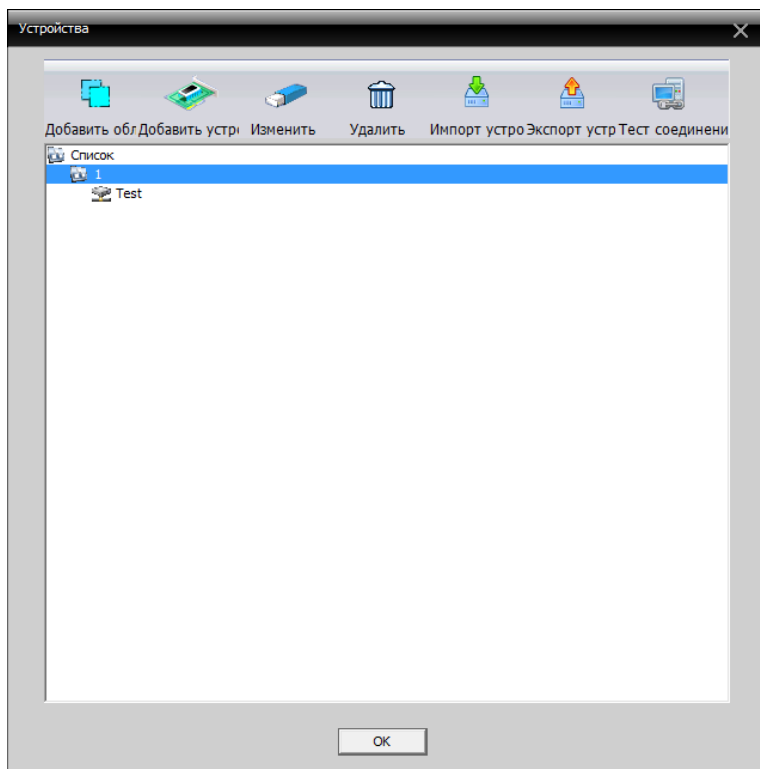 Устройства
Добавить обл Добавить устр Изменить Удалить Импорт устро Экспорт устр Тест соединени
Список
1
Test
OK